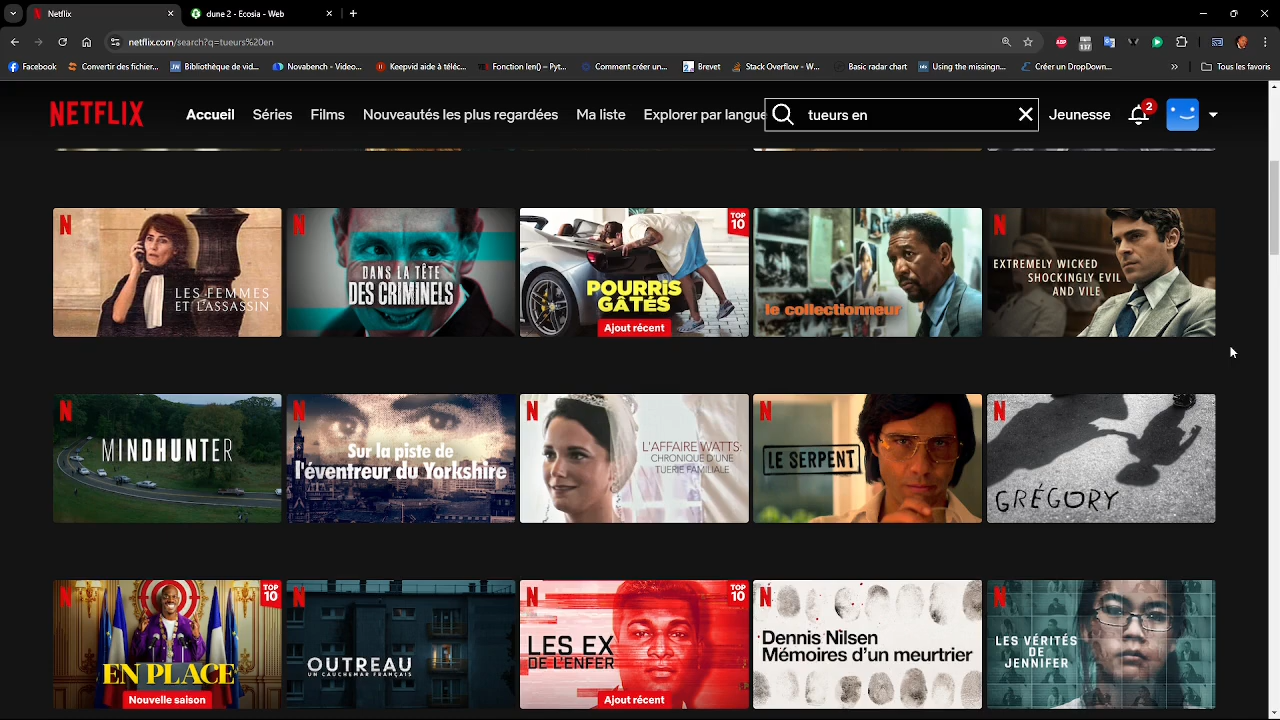 Netflix
dune 2 - Ecosia - Web
netflix.com/search?q=tueurs%20en
ABP
137
Facebook
Convertir des fichier...
JW
Bibliothèque de vid...
Novabench - Video...
Keepvid aide à téléc...
Fonction len() – Pyt...
Comment créer un...
Brevet
Stack Overflow - W...
Basic radar chart
Using the missingn...
Créer un DropDown...
Tous les favoris
NETFLIX
Accueil
Séries
Films
Nouveautés les plus regardées
Ma liste
Explorer par langue
tueurs en
Jeunesse
2
N
LES FEMMES
ET L'ASSASSIN
N
DANS LA TÊTE
DES CRIMINELS
TOP
10
POURRIS
GÂTÉS
Ajout récent
le collectionneur
N
EXTREMELY WICKED
SHOCKINGLY EVIL
AND VILE
N
MINDHUNTER
N
Sur la piste de
l'éventreur du Yorkshire
N
L'AFFAIRE WATTS:
CHRONIQUE D'UNE
TUERIE FAMILIALE
N
LE SERPENT
N
GRÉGORY
N
TOP
10
EN PLACE
Nouvelle saison
N
OUTREAU
UN CAUCHEMAR FRANÇAIS
N
TOP
10
LES EX
DE L'ENFER
Ajout récent
N
Dennis Nilsen
Mémoires d'un meurtrier
N
LES VÉRITÉS
DE
JENNIFER